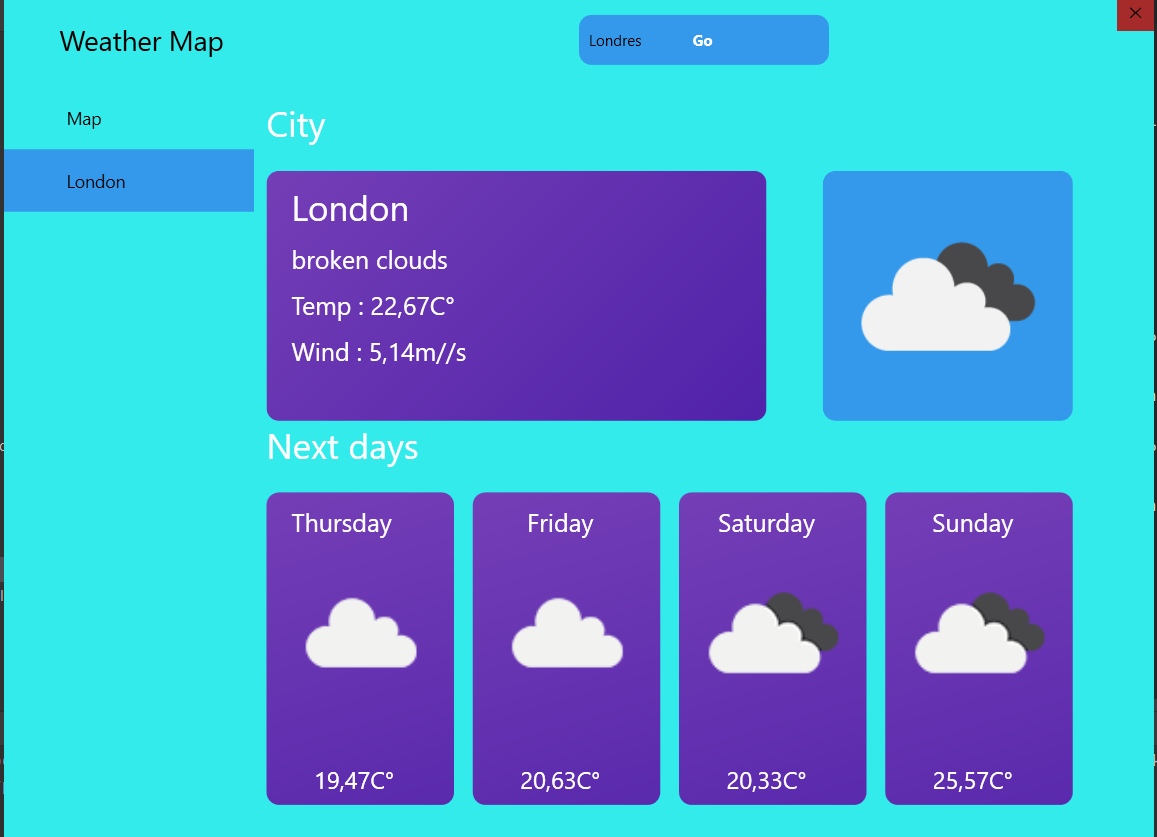 Weather Map
Londres
Go
Map
London
City
London
broken clouds
Temp : 22,67C°
Wind : 5,14m//s
Next days
Thursday
Friday
Saturday
Sunday
19,47C°
20,63C°
20,33C°
25,57C°